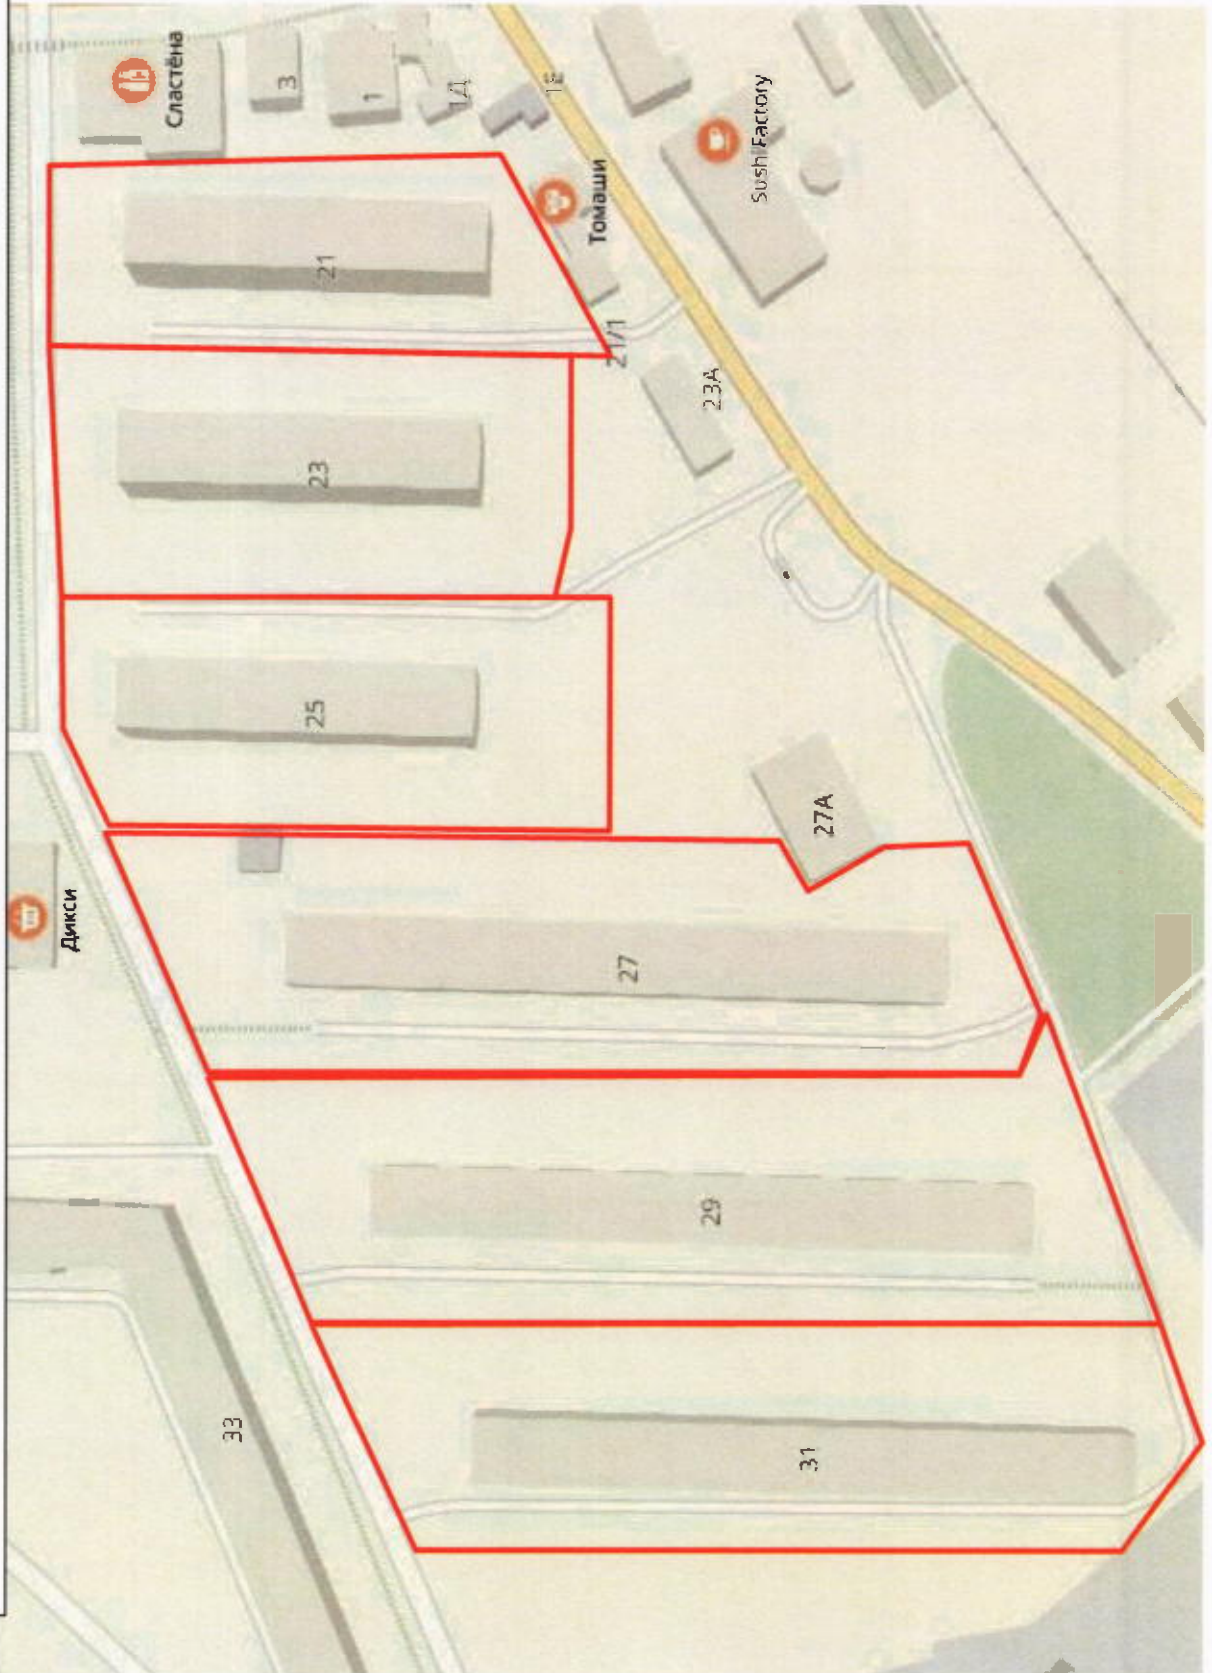 Сластёна
3
1
1Д
1Е
Sushi Factory
Томаши
21
21/1
23А
23
25
27А
Дикси
27
29
33
31